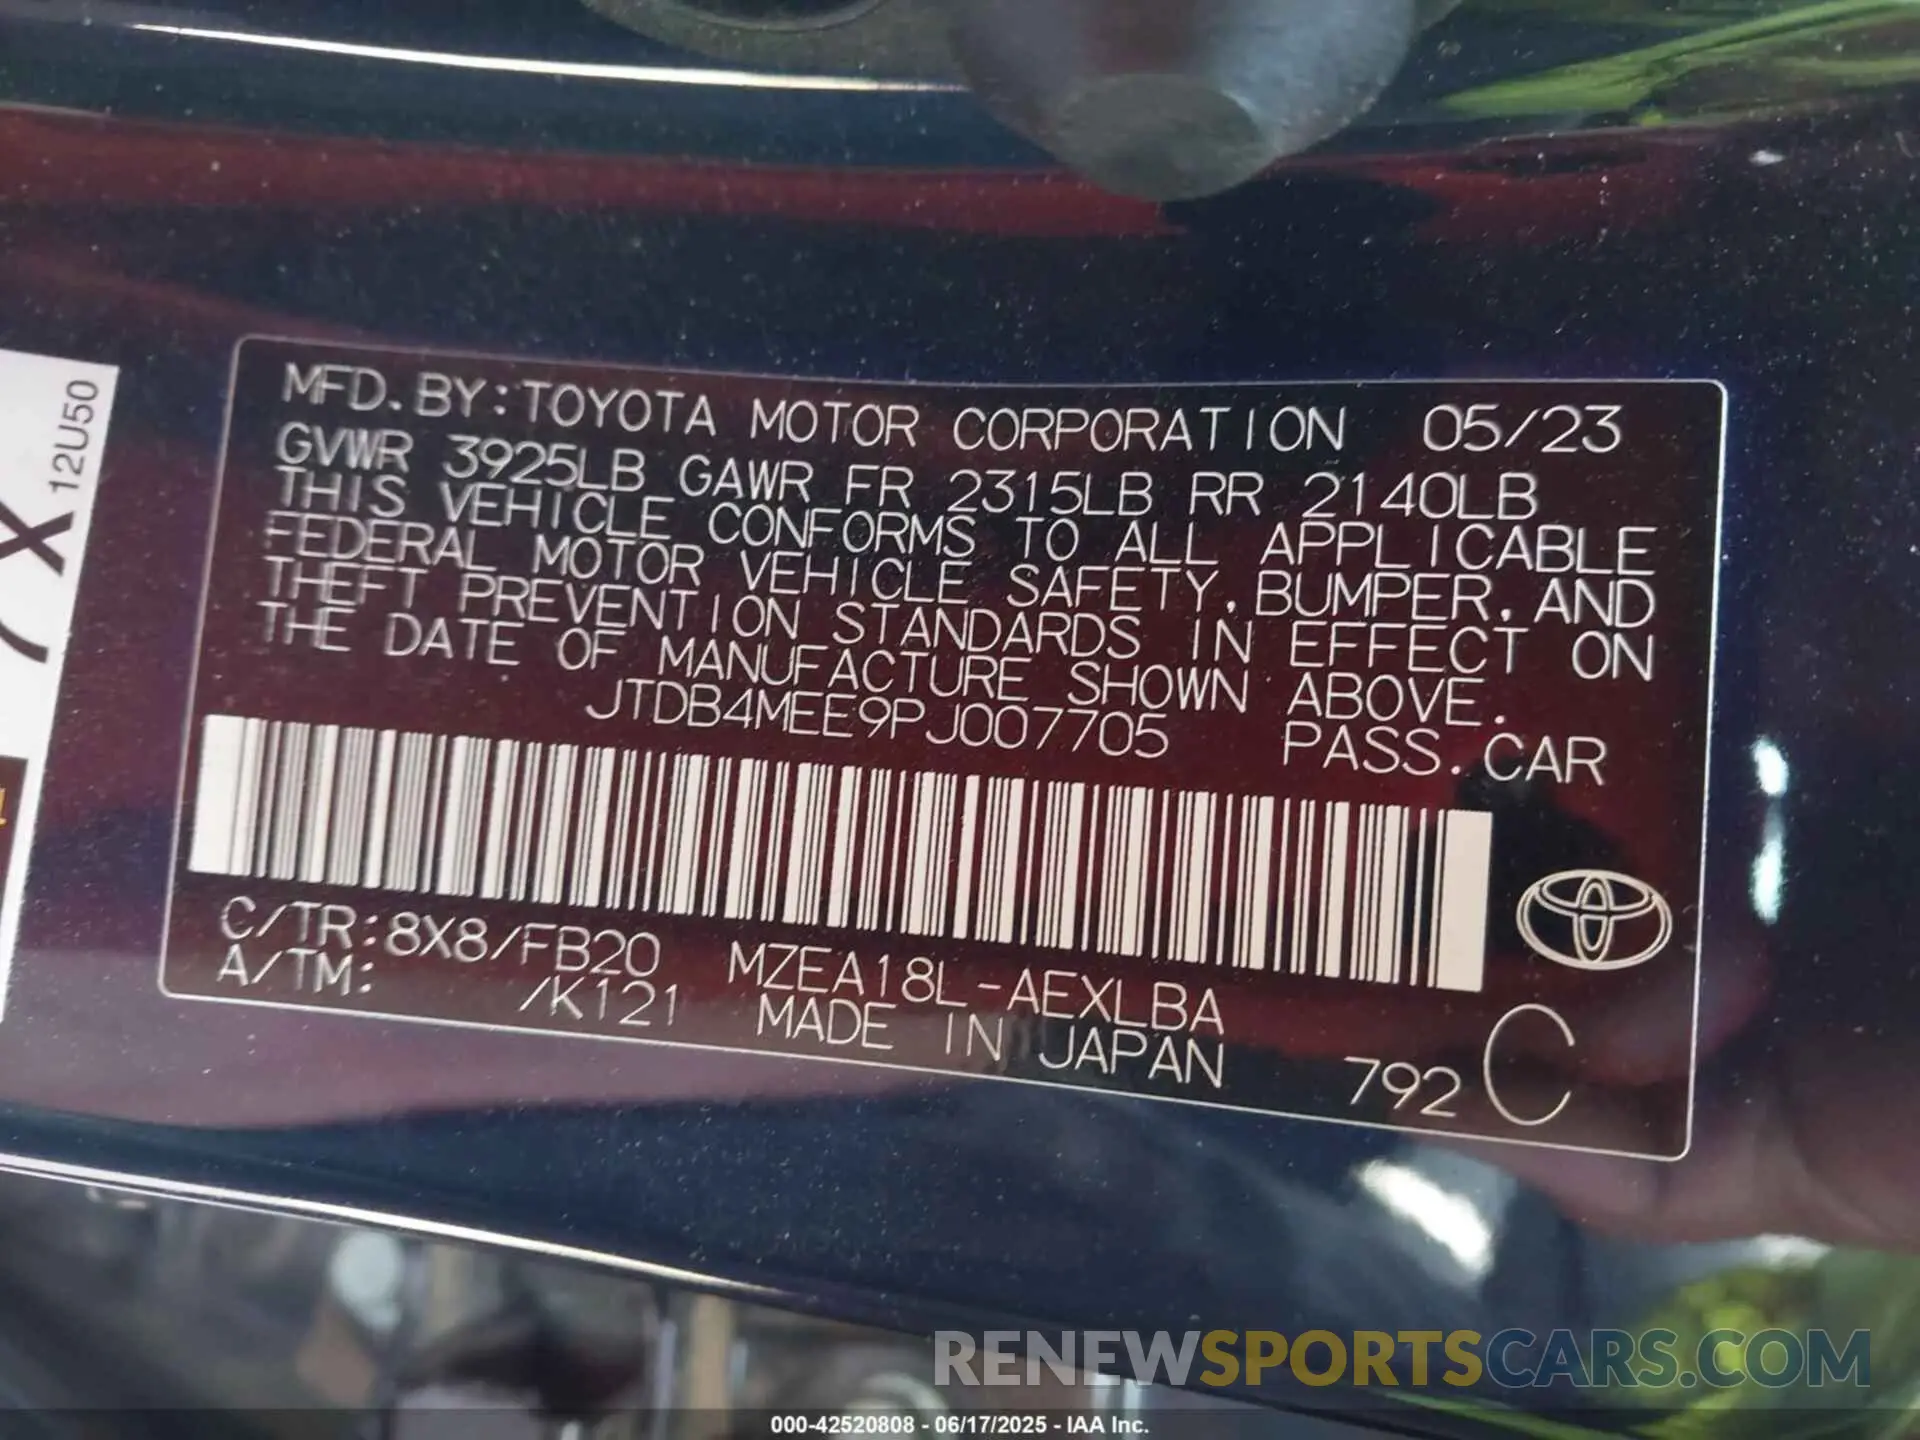 12U50
X
MFD. BY: TOYOTA MOTOR CORPORATION 05/23
GVWR 3925LB GAWR FR 2315LB RR 2140LB
THIS VEHICLE CONFORMS TO ALL APPLICABLE
FEDERAL MOTOR VEHICLE SAFETY, BUMPER, AND
THEFT PREVENTION STANDARDS IN EFFECT ON
THE DATE OF MANUFACTURE SHOWN ABOVE.
JTDB4MEE9PJ007705 PASS. CAR
C/TR: 8X8/FB20 MZEA18L-AEXLBA
A/TM: /K121 MADE IN JAPAN 792 C
RENEWSPORTSCARS.COM
000-42520808 - 06/17/2025 - IAA Inc.